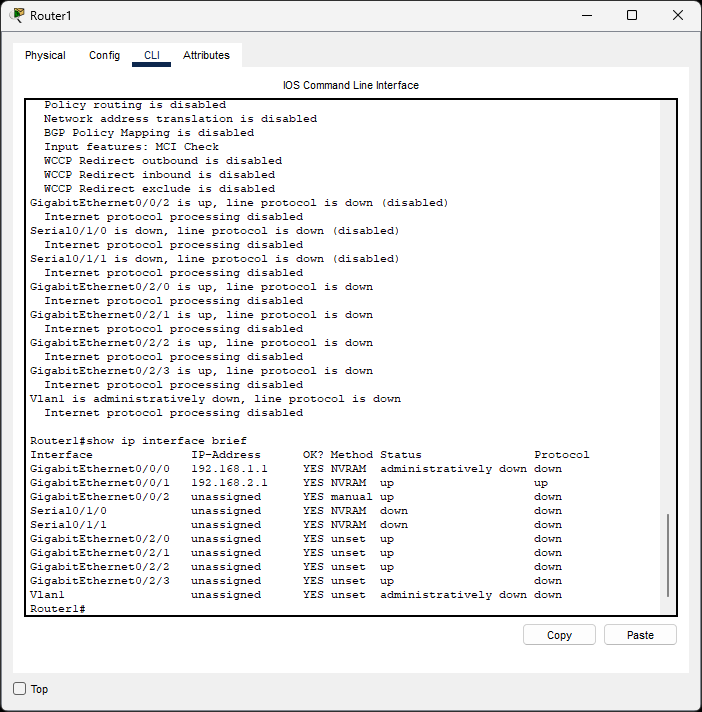 Router1
Physical Config CLI Attributes
IOS Command Line Interface
Policy routing is disabled
Network address translation is disabled
BGP Policy Mapping is disabled
Input features: MCI Check
WCCP Redirect outbound is disabled
WCCP Redirect inbound is disabled
WCCP Redirect exclude is disabled
GigabitEthernet0/0/2 is up, line protocol is down (disabled)
Internet protocol processing disabled
Serial0/1/0 is down, line protocol is down (disabled)
Internet protocol processing disabled
Serial0/1/1 is down, line protocol is down (disabled)
Internet protocol processing disabled
GigabitEthernet0/2/0 is up, line protocol is down
Internet protocol processing disabled
GigabitEthernet0/2/1 is up, line protocol is down
Internet protocol processing disabled
GigabitEthernet0/2/2 is up, line protocol is down
Internet protocol processing disabled
GigabitEthernet0/2/3 is up, line protocol is down
Internet protocol processing disabled
Vlan1 is administratively down, line protocol is down
Internet protocol processing disabled
Router1#show ip interface brief
Interface IP-Address OK? Method Status Protocol
GigabitEthernet0/0/0 192.168.1.1 YES NVRAM administratively down down
GigabitEthernet0/0/1 192.168.2.1 YES NVRAM up up
GigabitEthernet0/0/2 unassigned YES manual up down
Serial0/1/0 unassigned YES NVRAM down down
Serial0/1/1 unassigned YES NVRAM down down
GigabitEthernet0/2/0 unassigned YES unset up down
GigabitEthernet0/2/1 unassigned YES unset up down
GigabitEthernet0/2/2 unassigned YES unset up down
GigabitEthernet0/2/3 unassigned YES unset up down
Vlan1 unassigned YES unset administratively down down
Router1#
Copy Paste
Top